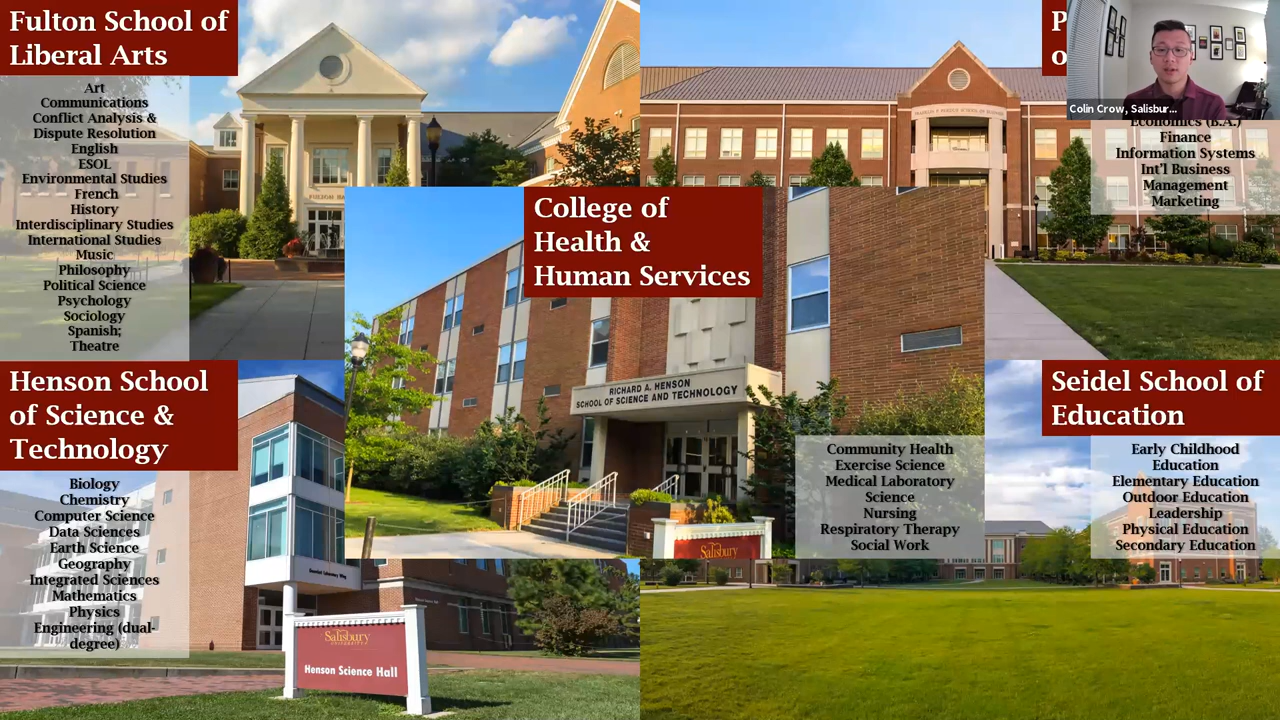 Fulton School of
Liberal Arts
Art
Communications
Conflict Analysis &
Dispute Resolution
English
ESOL
Environmental Studies
French
History
Interdisciplinary Studies
International Studies
Music
Philosophy
Political Science
Psychology
Sociology
Spanish;
Theatre
P
o
Colin Crow, Salisbur...
Economics (B.A.)
Finance
Information Systems
Int'l Business
Management
Marketing
College of
Health &
Human Services
RICHARD A. HENSON
SCHOOL OF SCIENCE AND TECHNOLOGY
Community Health
Exercise Science
Medical Laboratory
Science
Nursing
Respiratory Therapy
Social Work
Salisbury
Henson School
of Science &
Technology
Biology
Chemistry
Computer Science
Data Sciences
Earth Science
Geography
Integrated Sciences
Mathematics
Physics
Engineering (dual-
degree)
Salisbury
UNIVERSITY
Henson Science Hall
Seidel School of
Education
Early Childhood
Education
Elementary Education
Outdoor Education
Leadership
Physical Education
Secondary Education